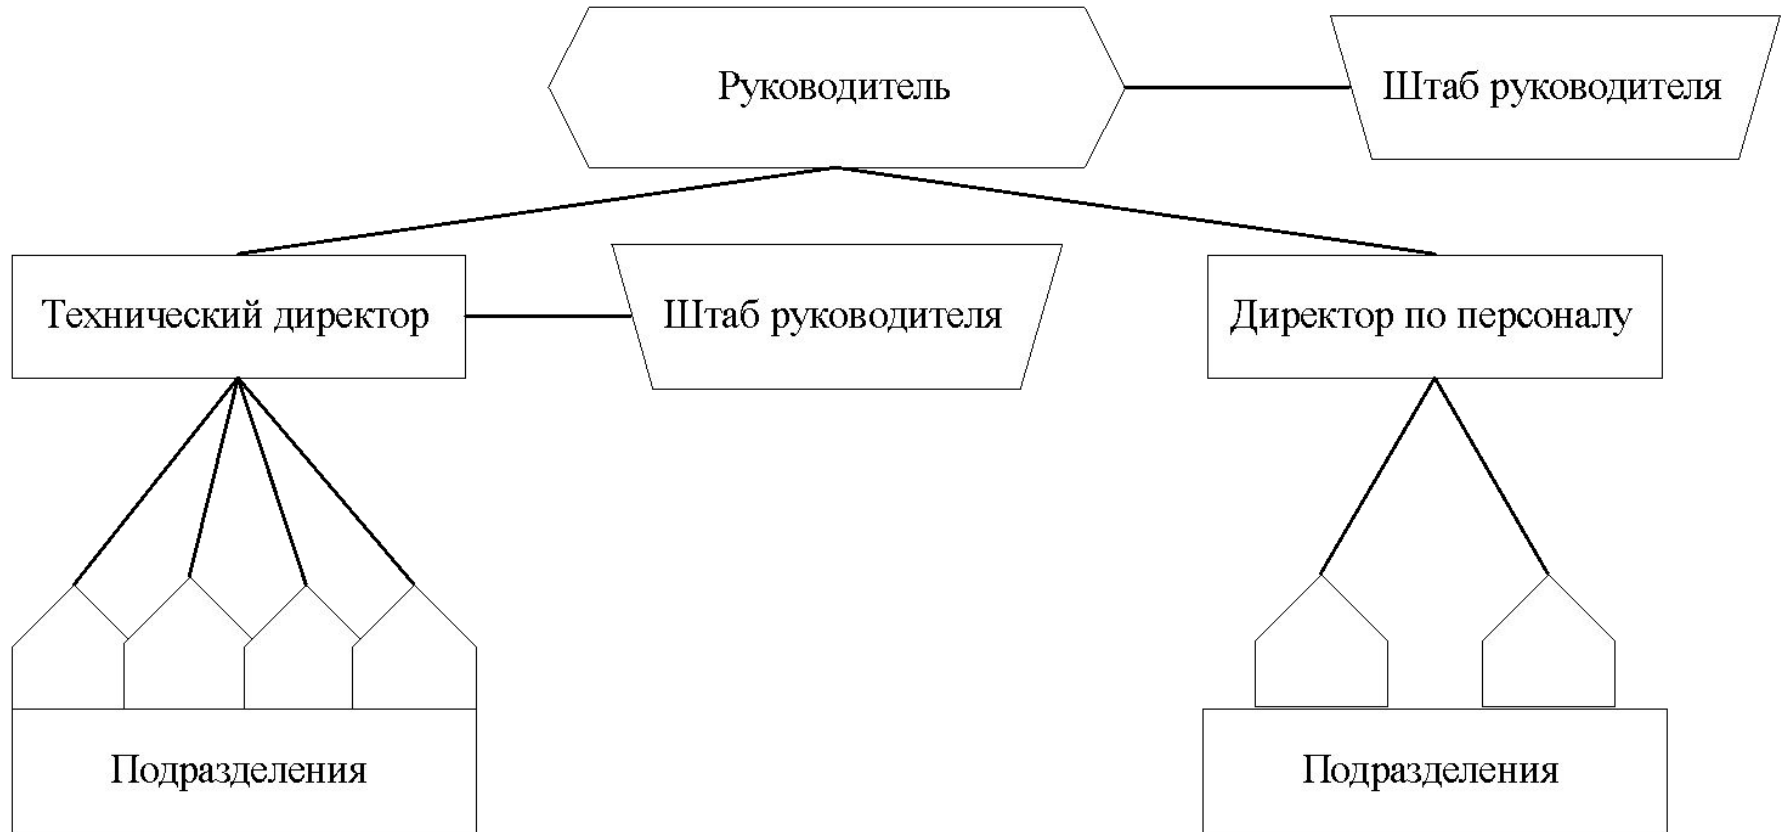 Руководитель
Штаб руководителя
Технический директор
Штаб руководителя
Директор по персоналу
Подразделения
Подразделения